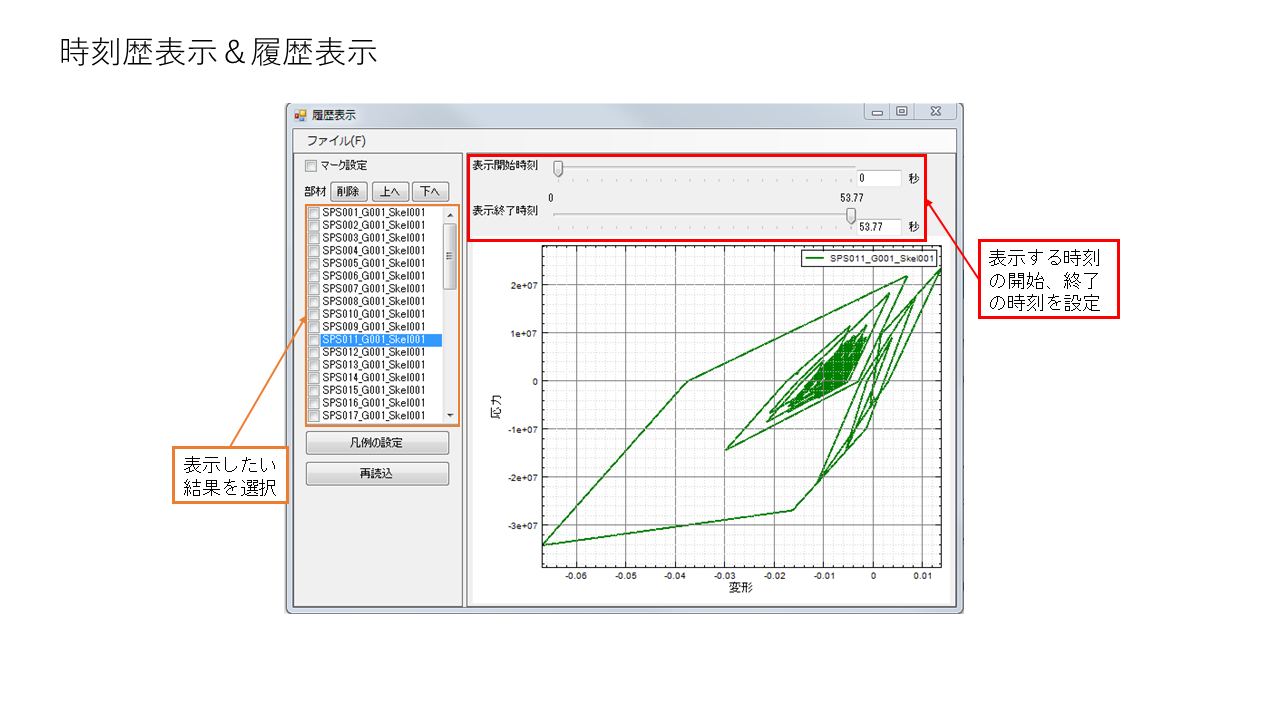 時刻歴表示＆履歴表示
履歴表示
ファイル(F)
マーク設定
部材 削除 上へ 下へ
SPS001_G001_Skel001
SPS002_G001_Skel001
SPS003_G001_Skel001
SPS004_G001_Skel001
SPS005_G001_Skel001
SPS006_G001_Skel001
SPS007_G001_Skel001
SPS008_G001_Skel001
SPS010_G001_Skel001
SPS009_G001_Skel001
SPS011_G001_Skel001
SPS012_G001_Skel001
SPS013_G001_Skel001
SPS014_G001_Skel001
SPS015_G001_Skel001
SPS016_G001_Skel001
SPS017_G001_Skel001
凡例の設定
再読込
表示したい
結果を選択
表示開始時刻 0 秒
0 53.77
表示終了時刻 53.77 秒
表示する時刻
の開始、終了
の時刻を設定
SPS011_G001_Skel001
応力
2e+07
1e+07
0
-1e+07
-2e+07
-3e+07
-0.06 -0.05 -0.04 -0.03 -0.02 -0.01 0 0.01
変形